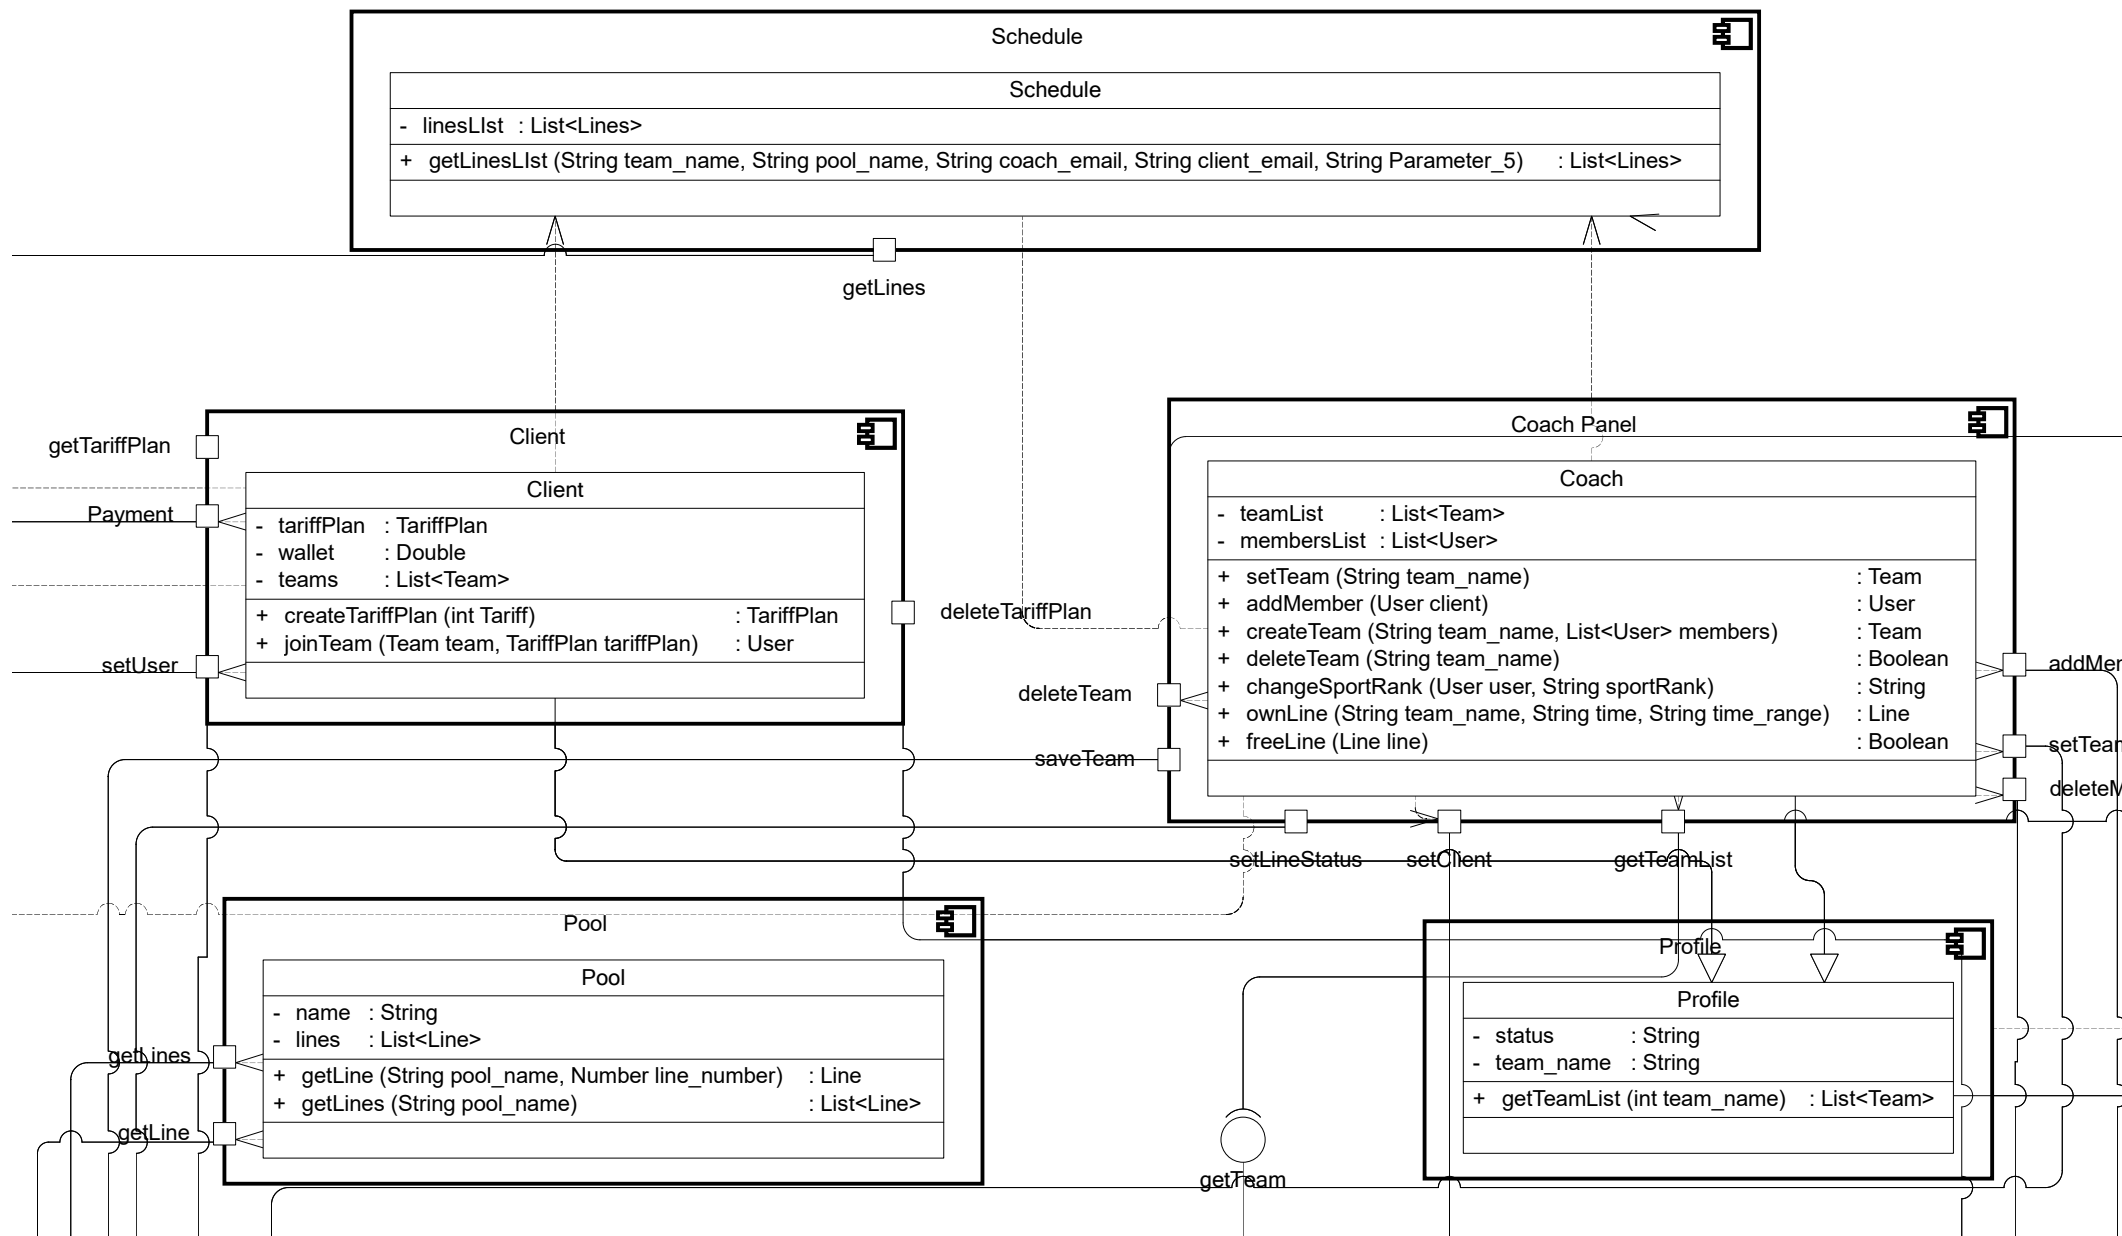 Schedule
Schedule
- linesLIst : List<Lines>
+ getLinesLIst (String team_name, String pool_name, String coach_email, String client_email, String Parameter_5) : List<Lines>
getLines
getTariffPlan
Payment
setUser
Client
Client
- tariffPlan : TariffPlan
- wallet : Double
- teams : List<Team>
+ createTariffPlan (int Tariff) : TariffPlan
+ joinTeam (Team team, TariffPlan tariffPlan) : User
deleteTariffPlan
deleteTeam
saveTeam
Coach Panel
Coach
- teamList : List<Team>
- membersList : List<User>
+ setTeam (String team_name) : Team
+ addMember (User client) : User
+ createTeam (String team_name, List<User> members) : Team
+ deleteTeam (String team_name) : Boolean
+ changeSportRank (User user, String sportRank) : String
+ ownLine (String team_name, String time, String time_range) : Line
+ freeLine (Line line) : Boolean
setLineStatus
setClient
getTeamList
Pool
Pool
- name : String
- lines : List<Line>
+ getLine (String pool_name, Number line_number) : Line
+ getLines (String pool_name) : List<Line>
getLines
getLine
getTeam
Profile
Profile
- status : String
- team_name : String
+ getTeamList (int team_name) : List<Team>